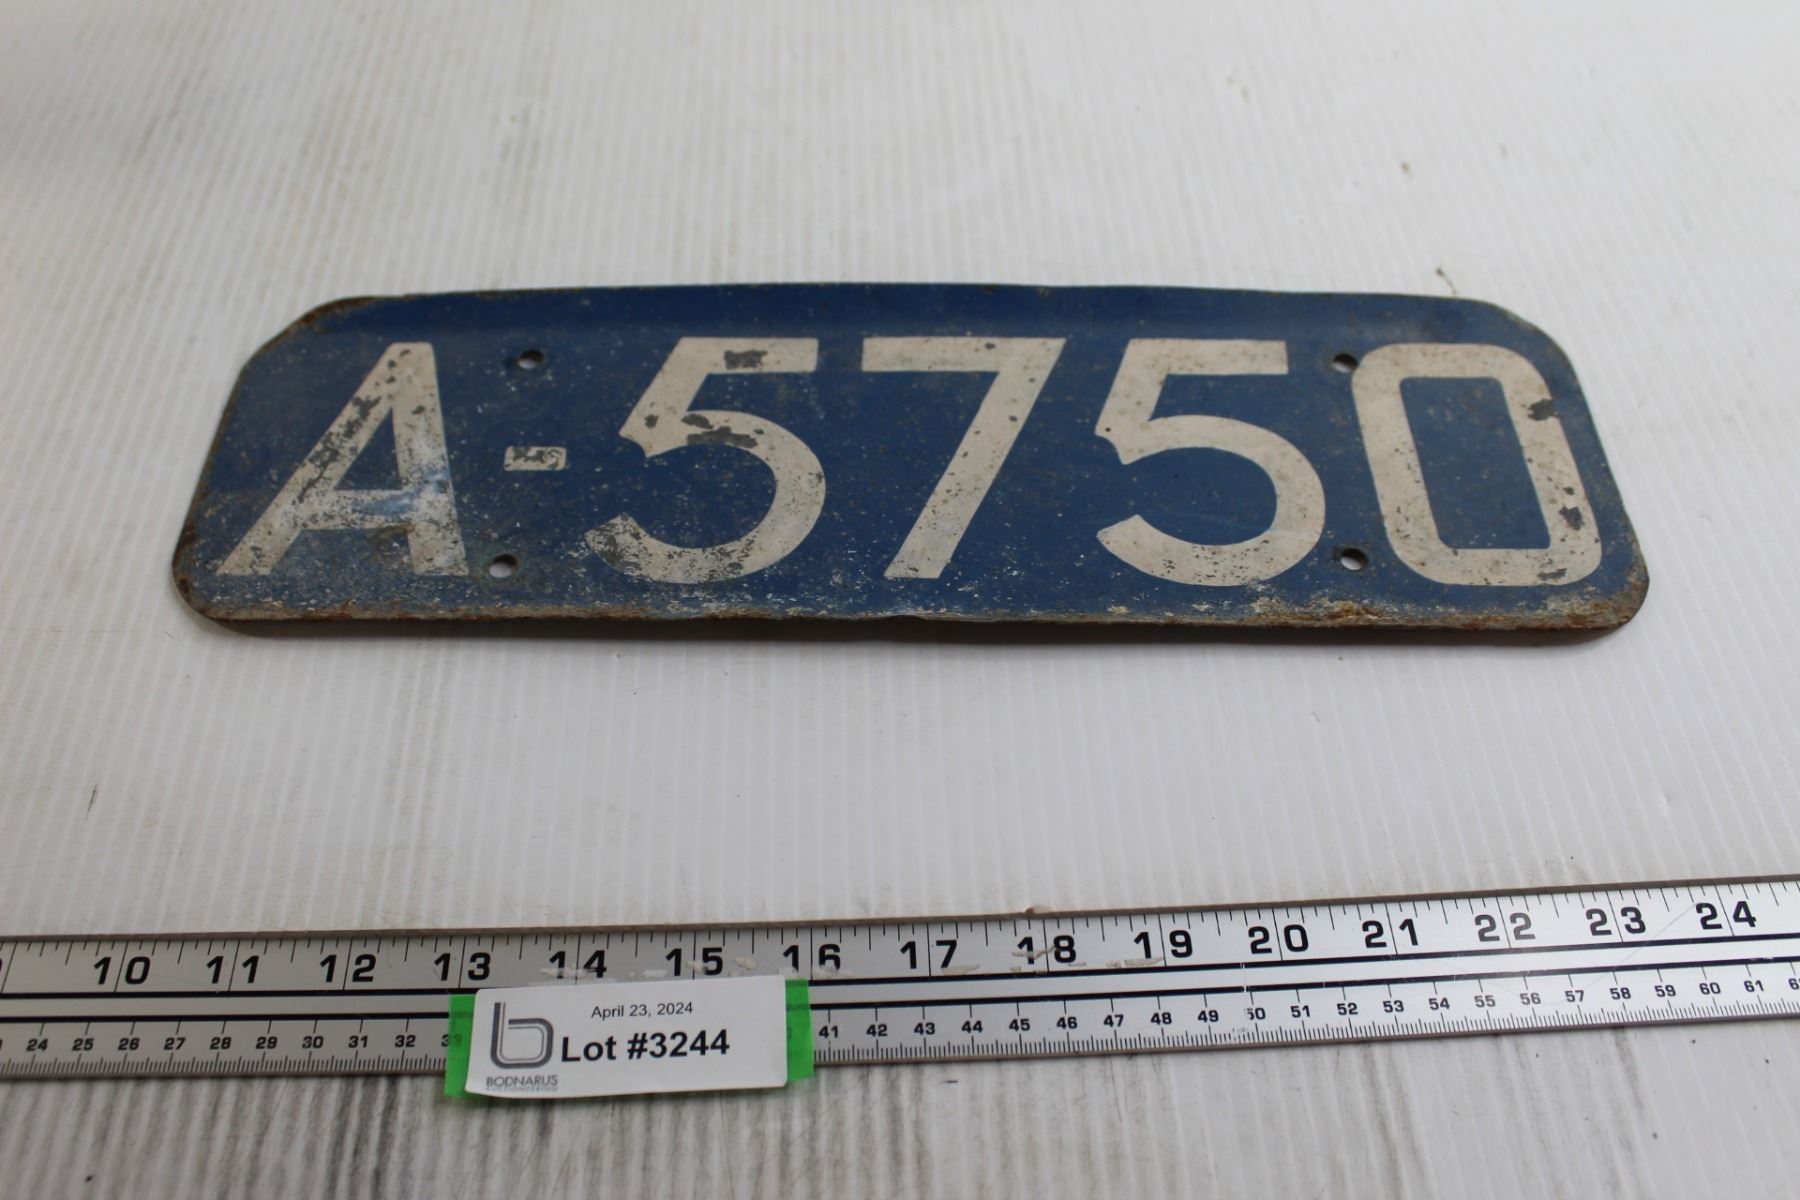 A-5750
10 11 12 13 14 15 16 17 18 19 20 21 22 23 24
24 25 26 27 28 29 30 31 32 41 42 43 44 45 46 47 48 49 50 51 52 53 54 55 56 57 58 59 60 61
April 23, 2024
Lot #3244
BODNARUS
AUCTIONEERING